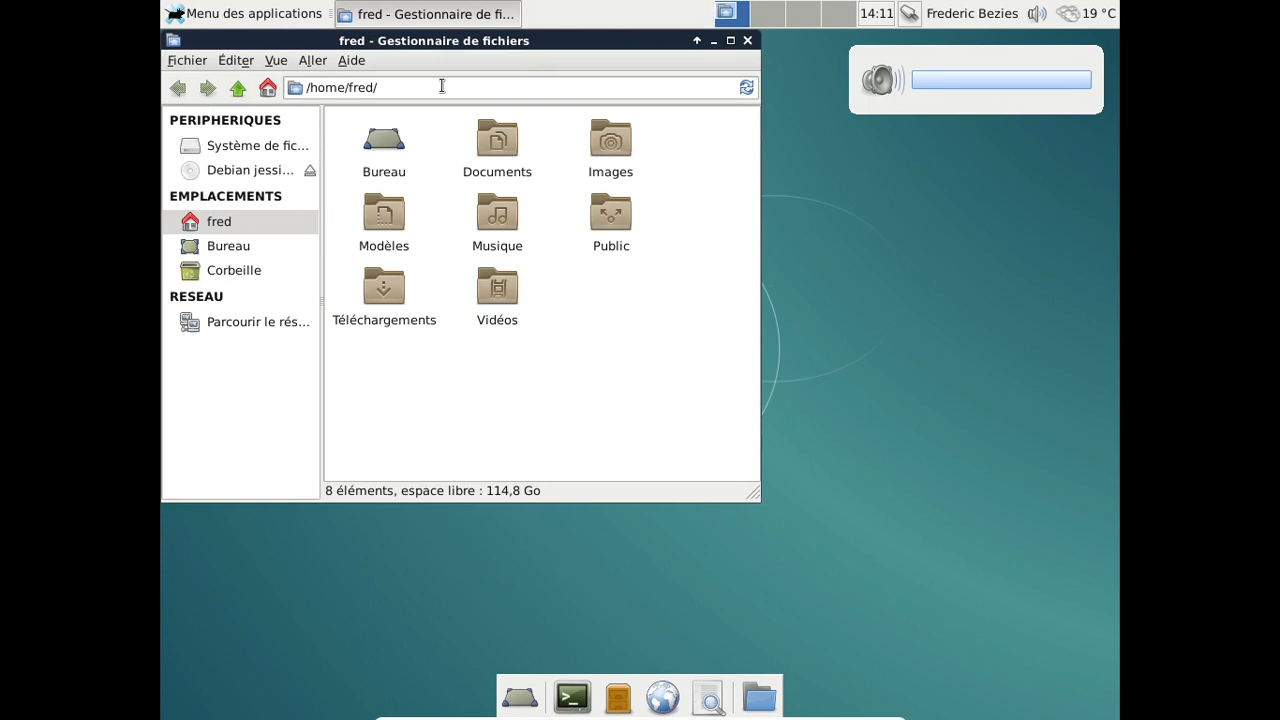 Menu des applications
fred - Gestionnaire de fi...
14:11
Frederic Bezies
19 °C
fred - Gestionnaire de fichiers
Fichier Éditer Vue Aller Aide
/home/fred/
PERIPHERIQUES
Système de fic...
Debian jessi...
EMPLACEMENTS
fred
Bureau
Corbeille
RESEAU
Parcourir le rés...
Bureau Documents Images
Modèles Musique Public
Téléchargements Vidéos
8 éléments, espace libre : 114,8 Go